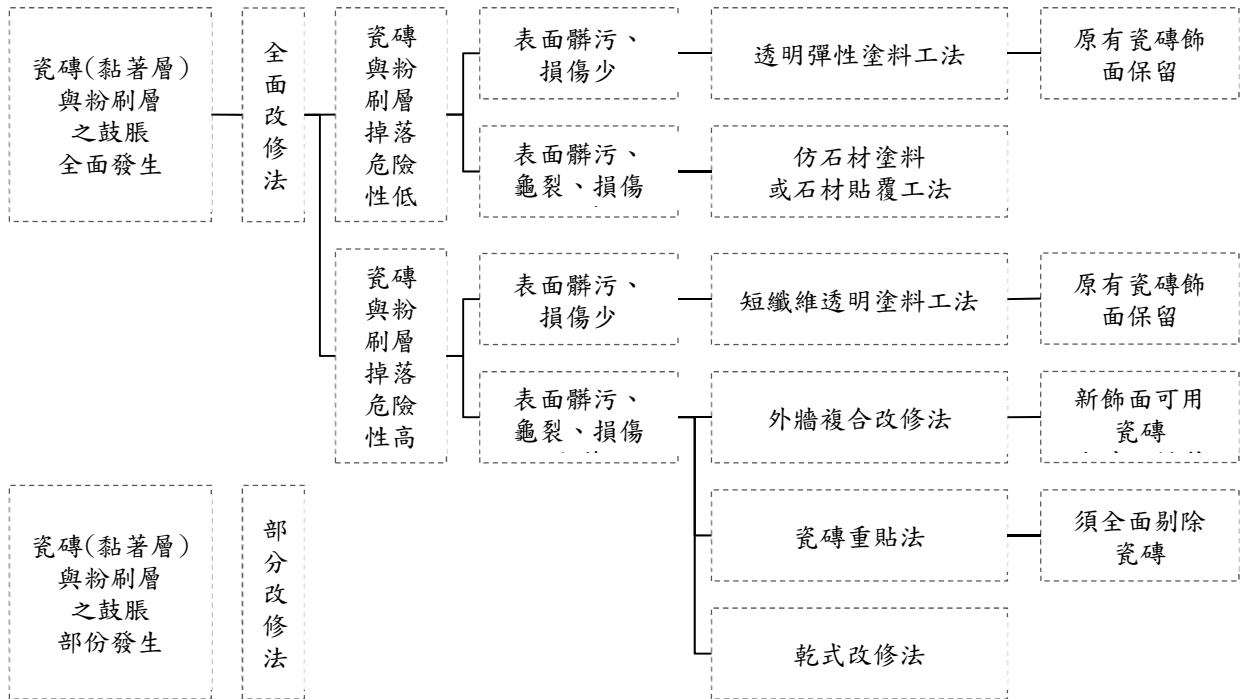 瓷磚(黏著層)
與粉刷層
之鼓脹
全面發生
全
面
改
修
法
瓷磚
與粉
刷層
掉落
危險
性低
表面髒污、
損傷少
透明彈性塗料工法
原有瓷磚飾
面保留
表面髒污、
龜裂、損傷
仿石材塗料
或石材貼覆工法
瓷磚
與粉
刷層
掉落
危險
性高
表面髒污、
損傷少
短纖維透明塗料工法
原有瓷磚飾
面保留
表面髒污、
龜裂、損傷
外牆複合改修法
新飾面可用
瓷磚
瓷磚重貼法
須全面剔除
瓷磚
乾式改修法
瓷磚(黏著層)
與粉刷層
之鼓脹
部份發生
部
分
改
修
法